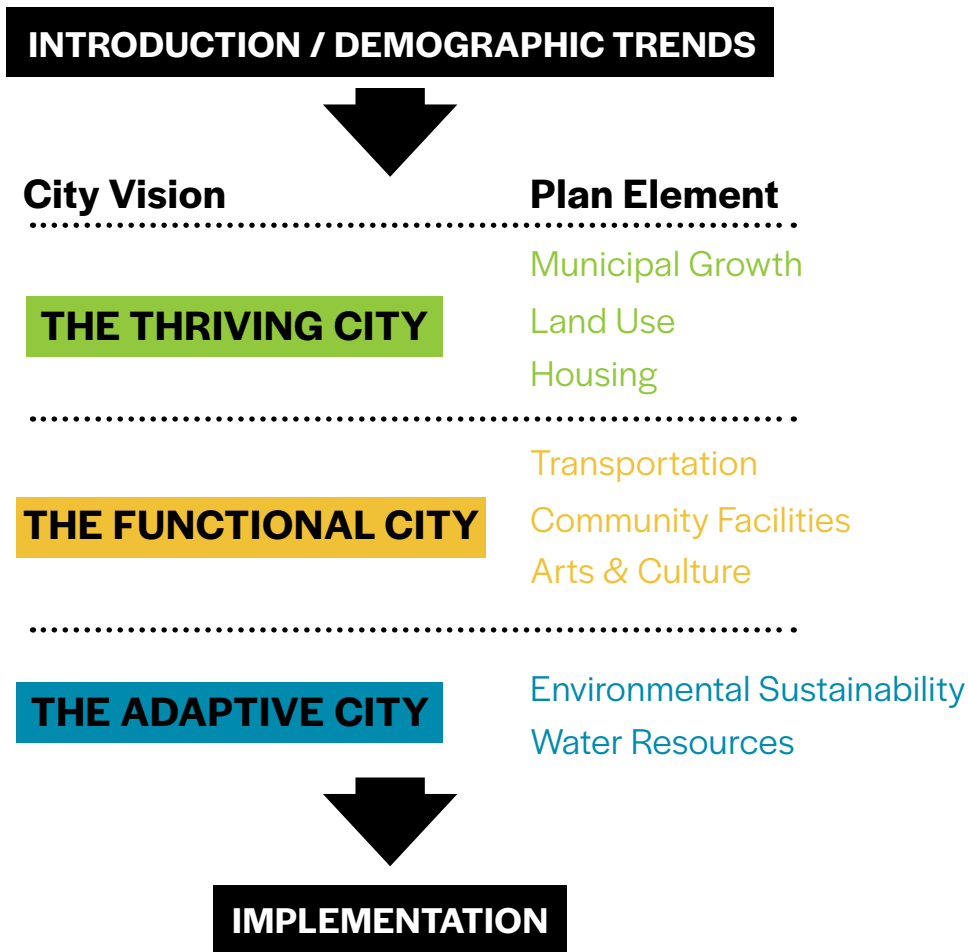 INTRODUCTION / DEMOGRAPHIC TRENDS
City Vision
Plan Element
THE THRIVING CITY
Municipal Growth
Land Use
Housing
THE FUNCTIONAL CITY
Transportation
Community Facilities
Arts & Culture
THE ADAPTIVE CITY
Environmental Sustainability
Water Resources
IMPLEMENTATION